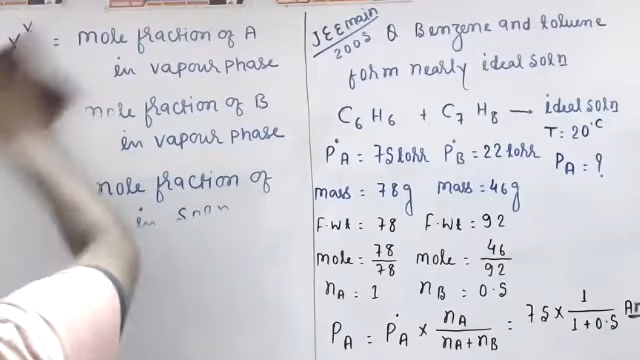 X V = mole fraction of A
in vapour phase
mole fraction of B
in vapour phase
mole fraction of
in
JEE main
2005
Q Benzene and toluene
form nearly ideal soln
C6H6 + C7H8 — ideal soln
T: 20°C
P°A = 75 torr P°B = 22 torr
PA = ?
mass = 78g mass = 46g
F.Wt = 78 F.Wt = 92
mole = 78/78 mole = 46/92
nA = 1 nB = 0.5
PA = P°A × nA/(nA + nB) = 75 × 1/(1 + 0.5) An